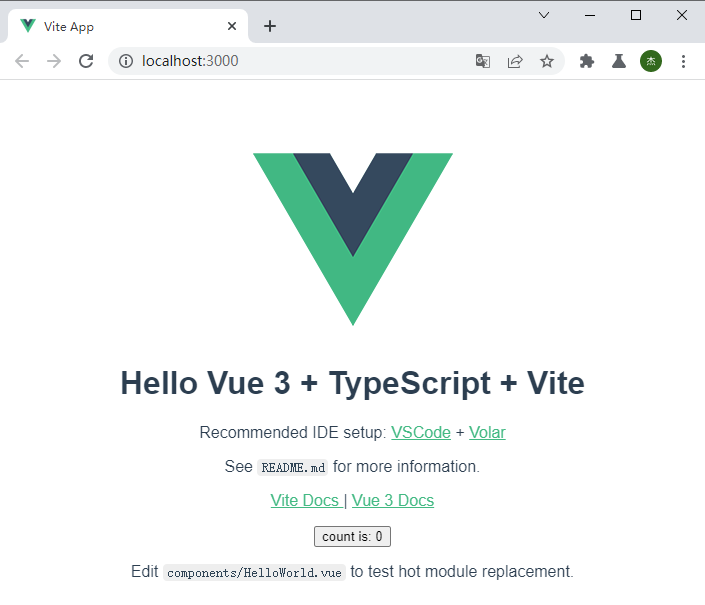 Vite App
localhost:3000
杰
Hello Vue 3 + TypeScript + Vite
Recommended IDE setup: VSCode + Volar
See README.md for more information.
Vite Docs | Vue 3 Docs
count is: 0
Edit components/HelloWorld.vue to test hot module replacement.